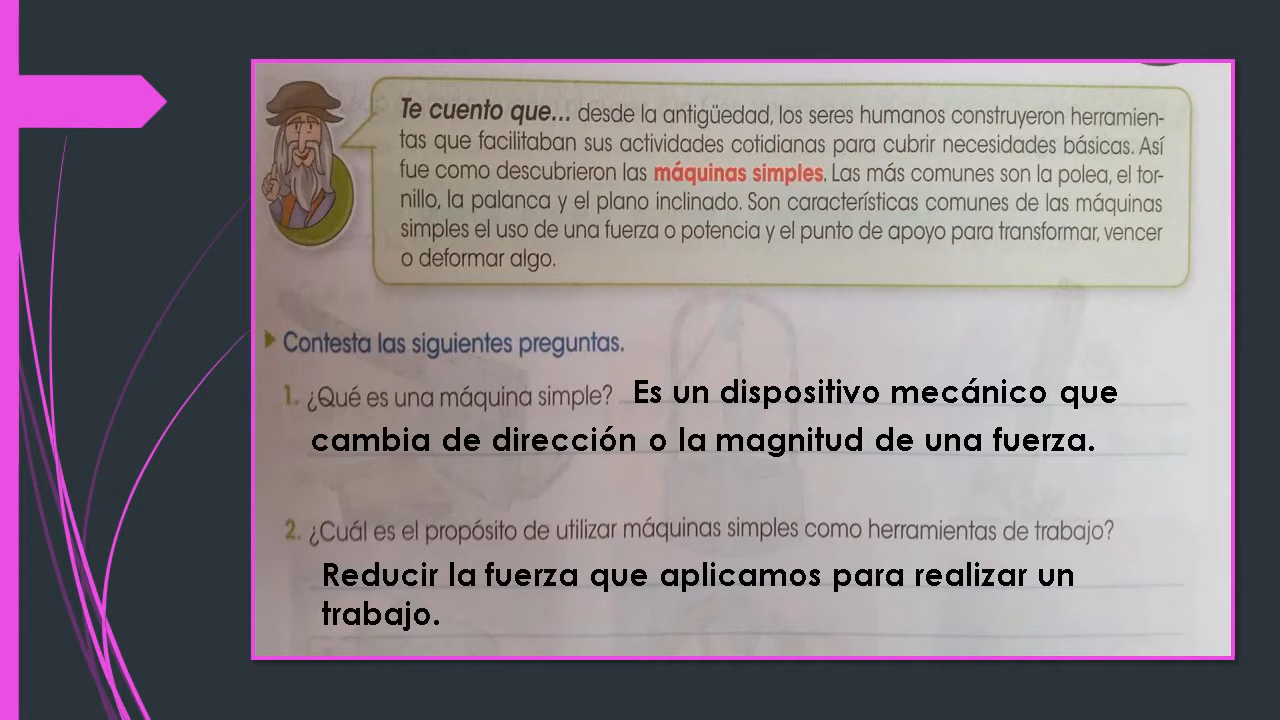 Te cuento que... desde la antigüedad, los seres humanos construyeron herramien-
tas que facilitaban sus actividades cotidianas para cubrir necesidades básicas. Así
fue como descubrieron las máquinas simples. Las más comunes son la polea, el tor-
nillo, la palanca y el plano inclinado. Son características comunes de las máquinas
simples el uso de una fuerza o potencia y el punto de apoyo para transformar, vencer
o deformar algo.
Contesta las siguientes preguntas.
1. ¿Qué es una máquina simple? Es un dispositivo mecánico que
cambia de dirección o la magnitud de una fuerza.
2. ¿Cuál es el propósito de utilizar máquinas simples como herramientas de trabajo?
Reducir la fuerza que aplicamos para realizar un
trabajo.